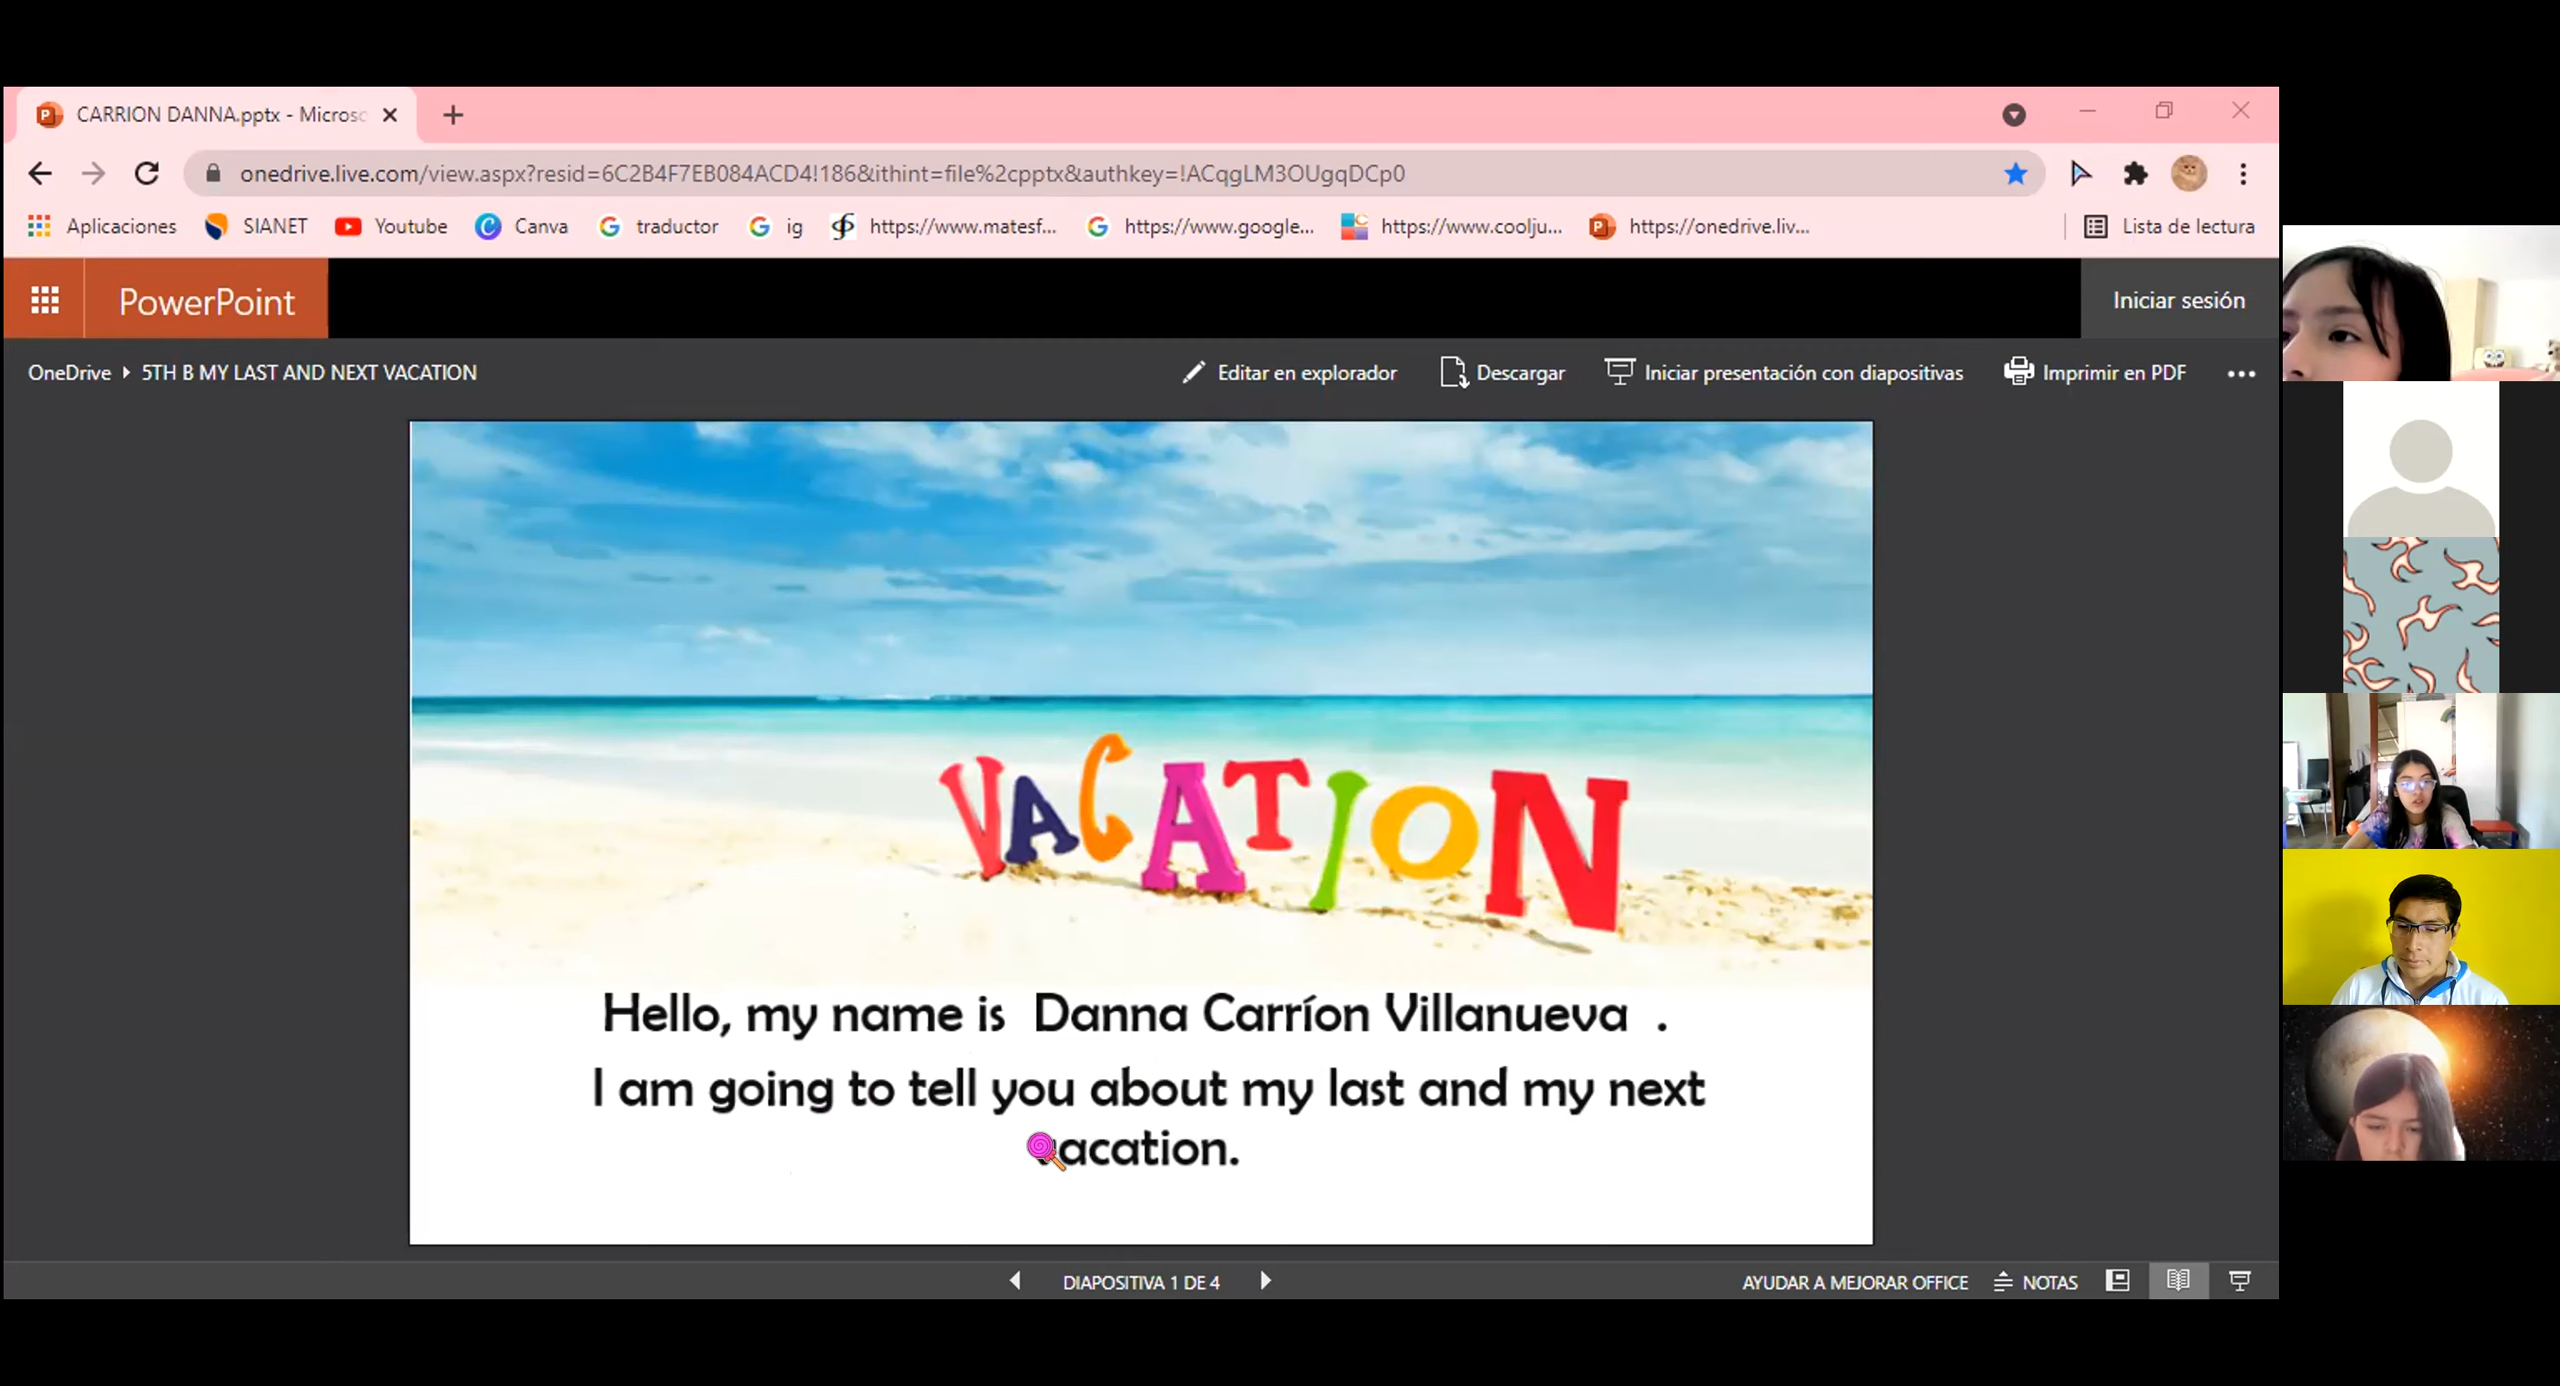 CARRION DANNA.pptx - Microsc
onedrive.live.com/view.aspx?resid=6C2B4F7EB084ACD4!186&ithint=file%2cpptx&authkey=!ACqgLM3OUgqDCp0
Aplicaciones SIANET Youtube Canva traductor ig https://www.matesf... https://www.google... https://www.coolju... https://onedrive.liv... Lista de lectura
PowerPoint Iniciar sesión
OneDrive 5TH B MY LAST AND NEXT VACATION Editar en explorador Descargar Iniciar presentación con diapositivas Imprimir en PDF
VACATION
Hello, my name is Danna Carríon Villanueva .
I am going to tell you about my last and my next
vacation.
DIAPOSITIVA 1 DE 4 AYUDAR A MEJORAR OFFICE NOTAS